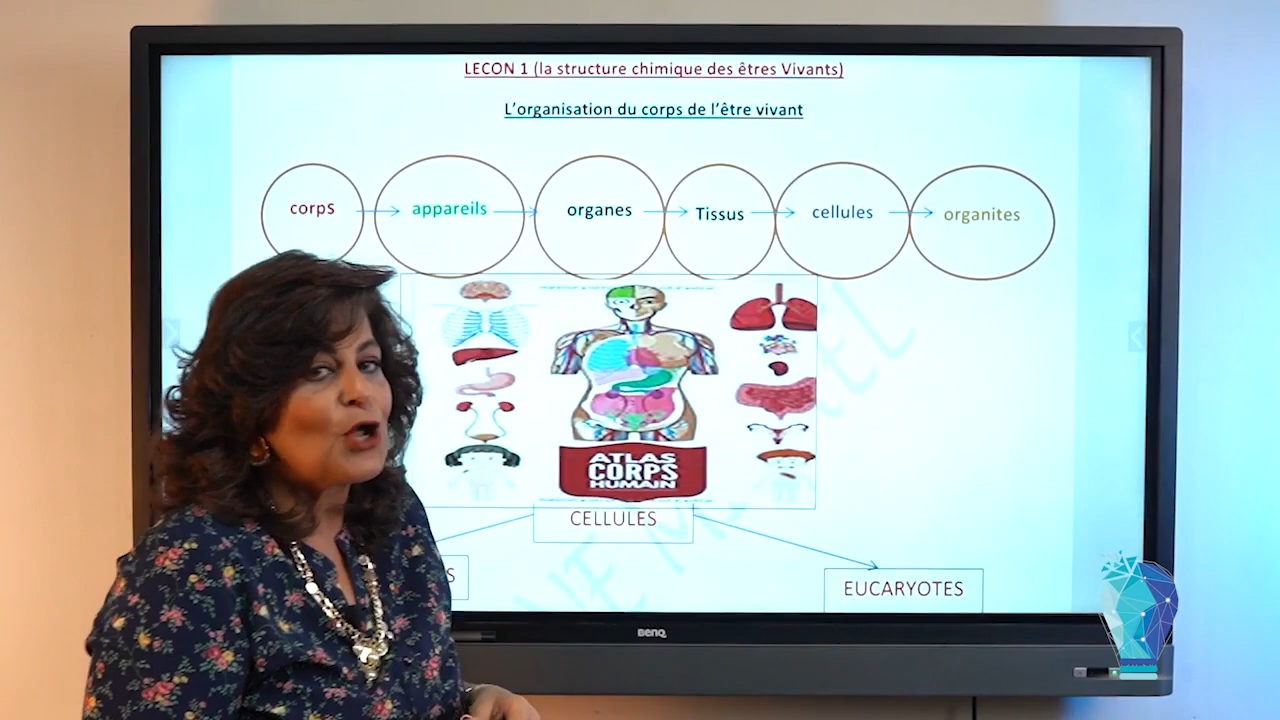 LECON 1 (la structure chimique des êtres Vivants)
L'organisation du corps de l'être vivant
corps appareils organes Tissus cellules organites
ATLAS
CORPS
HUMAIN
CELLULES
S
EUCARYOTES
BenQ